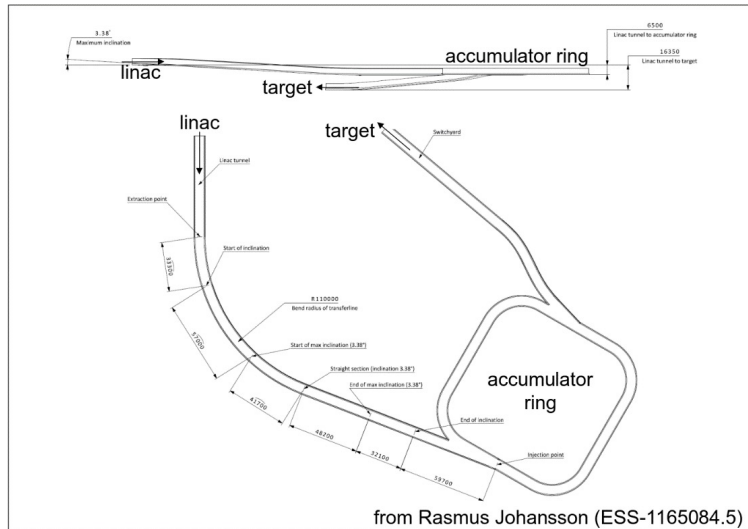 3.38°
Maximum inclination
linac
target
accumulator ring
6500
Linac tunnel to accumulator ring
16350
Linac tunnel to target
linac
target
Switchyard
Linac tunnel
Extraction point
Start of inclination
33900
R110000
Bend radius of transferline
57000
Start of max inclination (3.38°)
Straight section (inclination 3.38°)
End of max inclination (3.38°)
41700
End of inclination
48200
32100
Injection point
59700
accumulator
ring
from Rasmus Johansson (ESS-1165084.5)